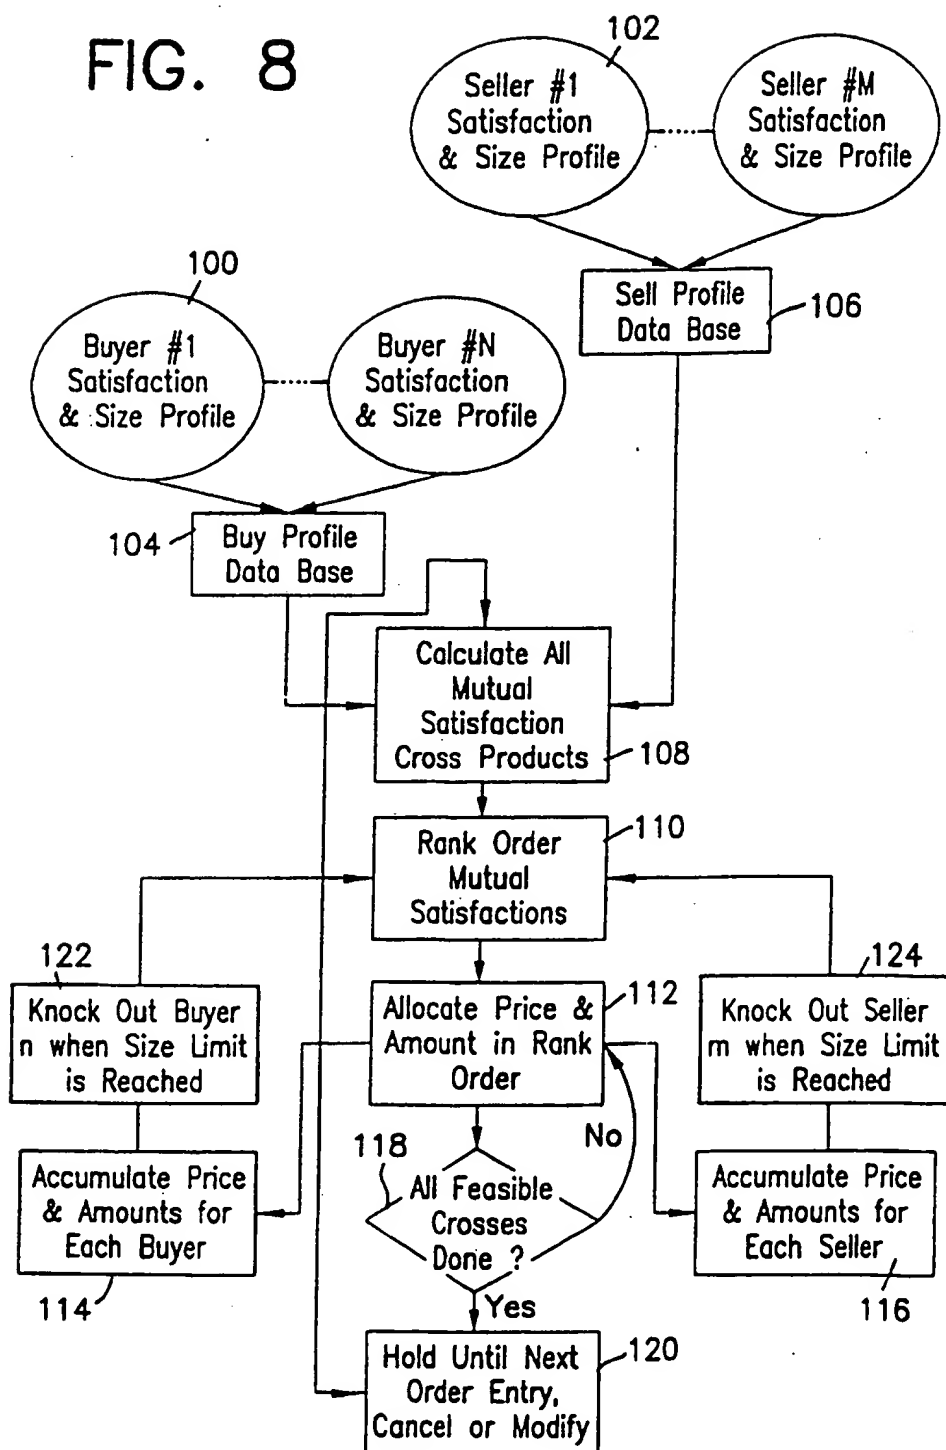 FIG. 8
102
Seller #1
Satisfaction
& Size Profile
Seller #M
Satisfaction
& Size Profile
100
Buyer #1
Satisfaction
& Size Profile
Buyer #N
Satisfaction
& Size Profile
Sell Profile
Data Base
106
104
Buy Profile
Data Base
Calculate All
Mutual
Satisfaction
Cross Products
108
110
Rank Order
Mutual
Satisfactions
122
Knock Out Buyer
n when Size Limit
is Reached
112
Allocate Price &
Amount in Rank
Order
124
Knock Out Seller
m when Size Limit
is Reached
Accumulate Price
& Amounts for
Each Buyer
114
118
All Feasible
Crosses
Done ?
No
Yes
Accumulate Price
& Amounts for
Each Seller
116
Hold Until Next
Order Entry,
Cancel or Modify
120